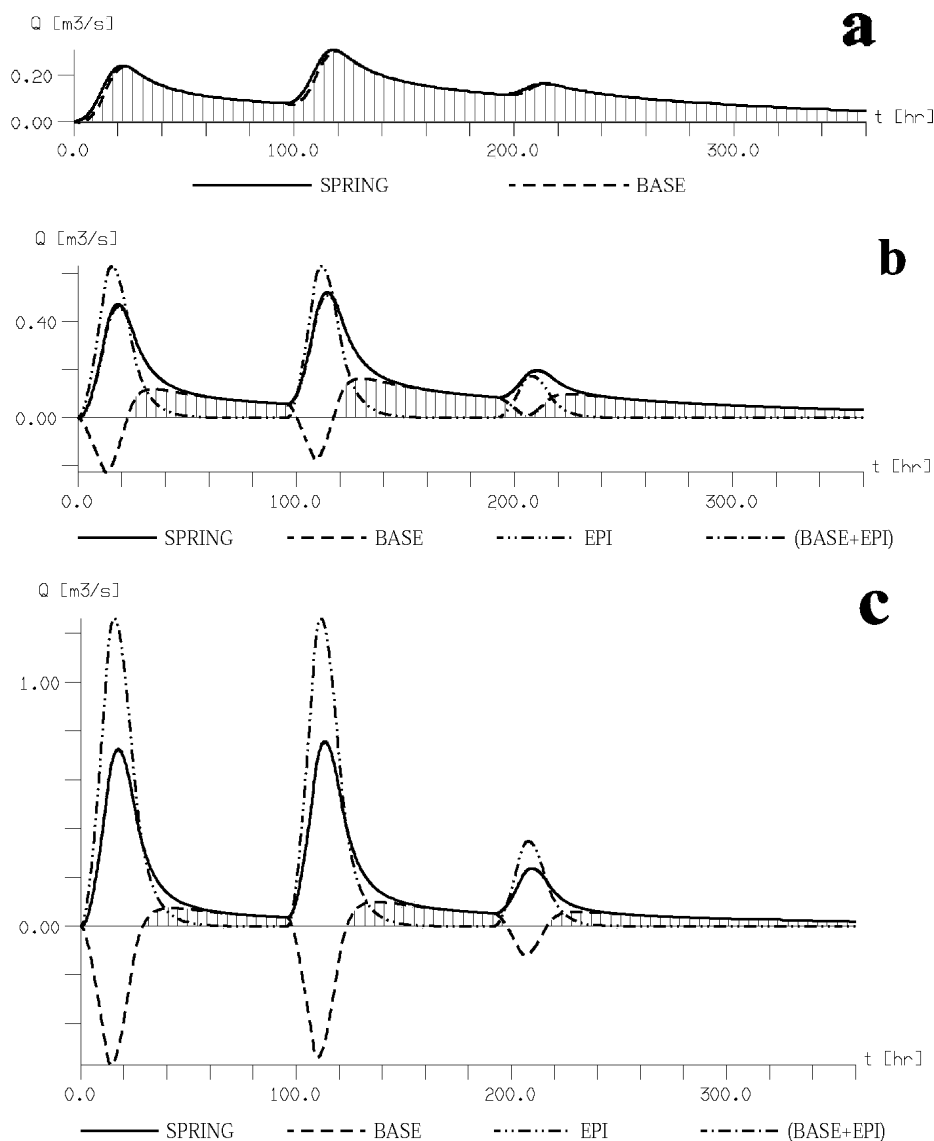 Q [m3/s]
a
0.20
0.00
t [hr]
0.0 100.0 200.0 300.0
SPRING BASE
Q [m3/s]
b
0.40
0.00
t [hr]
0.0 100.0 200.0 300.0
SPRING BASE EPI (BASE+EPI)
Q [m3/s]
c
1.00
0.00
t [hr]
0.0 100.0 200.0 300.0
SPRING BASE EPI (BASE+EPI)